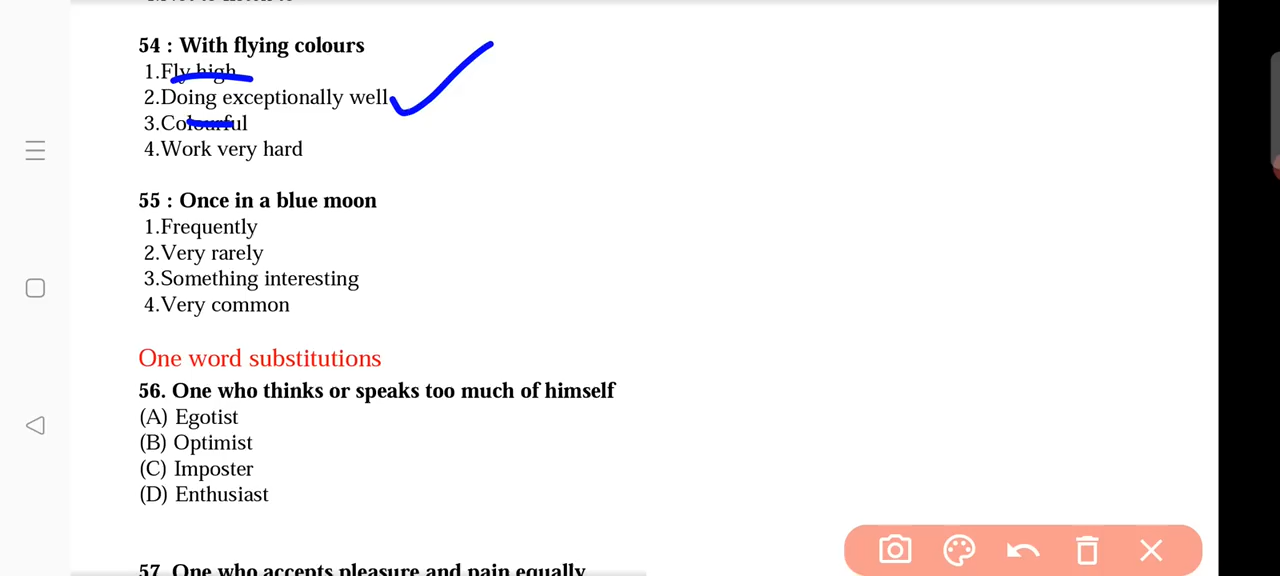 54 : With flying colours
1.Fly high
2.Doing exceptionally well
3.Colourful
4.Work very hard
55 : Once in a blue moon
1.Frequently
2.Very rarely
3.Something interesting
4.Very common
One word substitutions
56. One who thinks or speaks too much of himself
(A) Egotist
(B) Optimist
(C) Imposter
(D) Enthusiast
57. One who accepts pleasure and pain equally